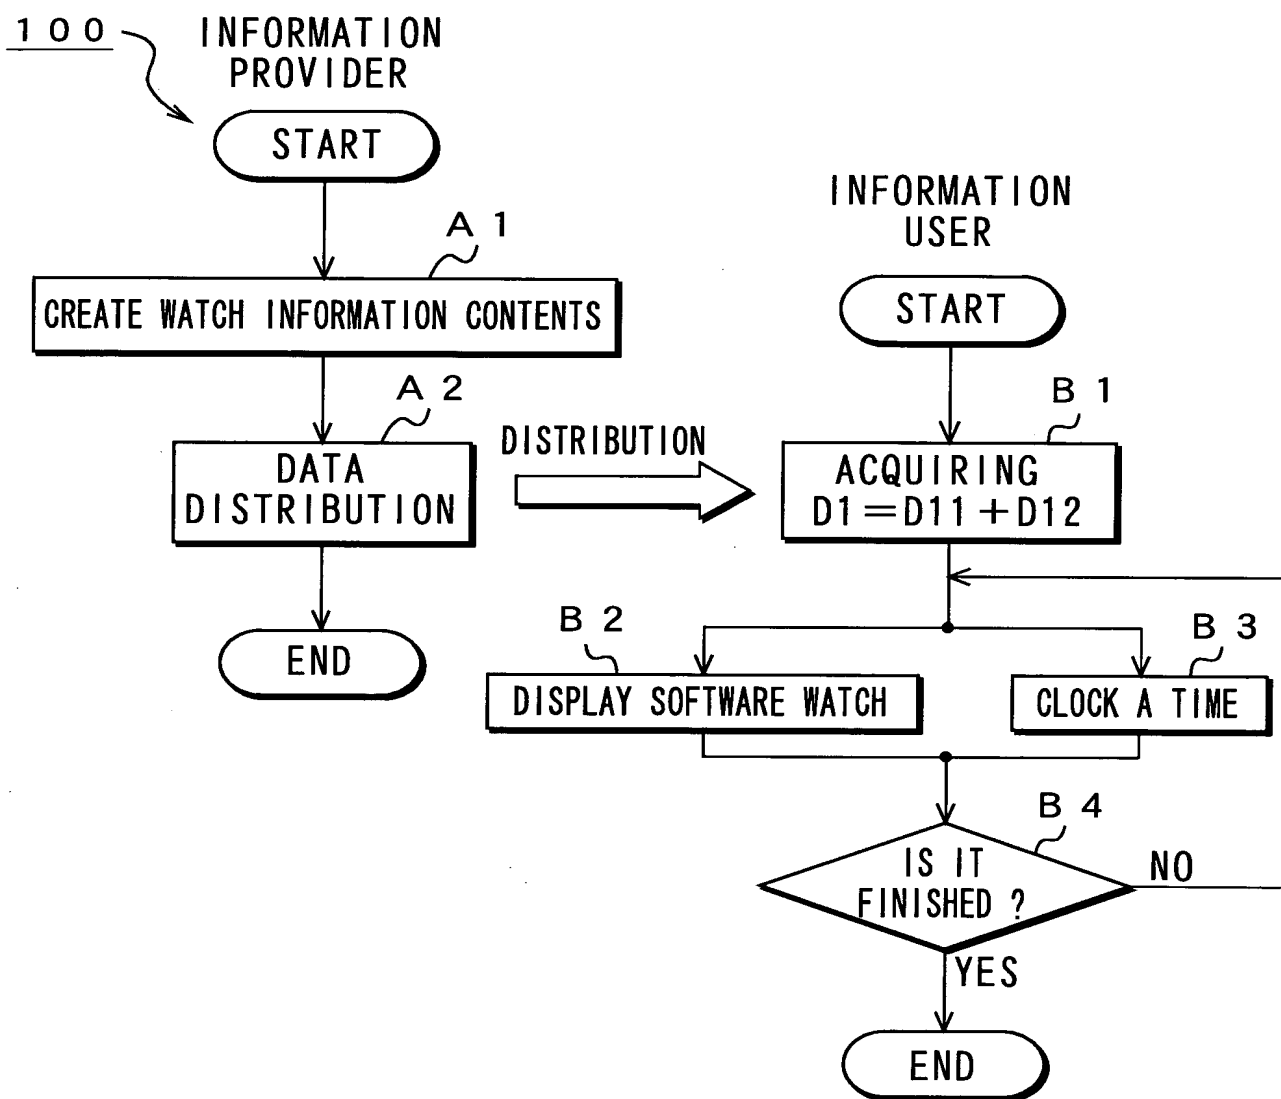 100
INFORMATION
PROVIDER
START
A1
CREATE WATCH INFORMATION CONTENTS
A2
DATA
DISTRIBUTION
END
DISTRIBUTION
INFORMATION
USER
START
B1
ACQUIRING
D1=D11+D12
B2
DISPLAY SOFTWARE WATCH
B3
CLOCK A TIME
B4
IS IT
FINISHED ?
NO
YES
END